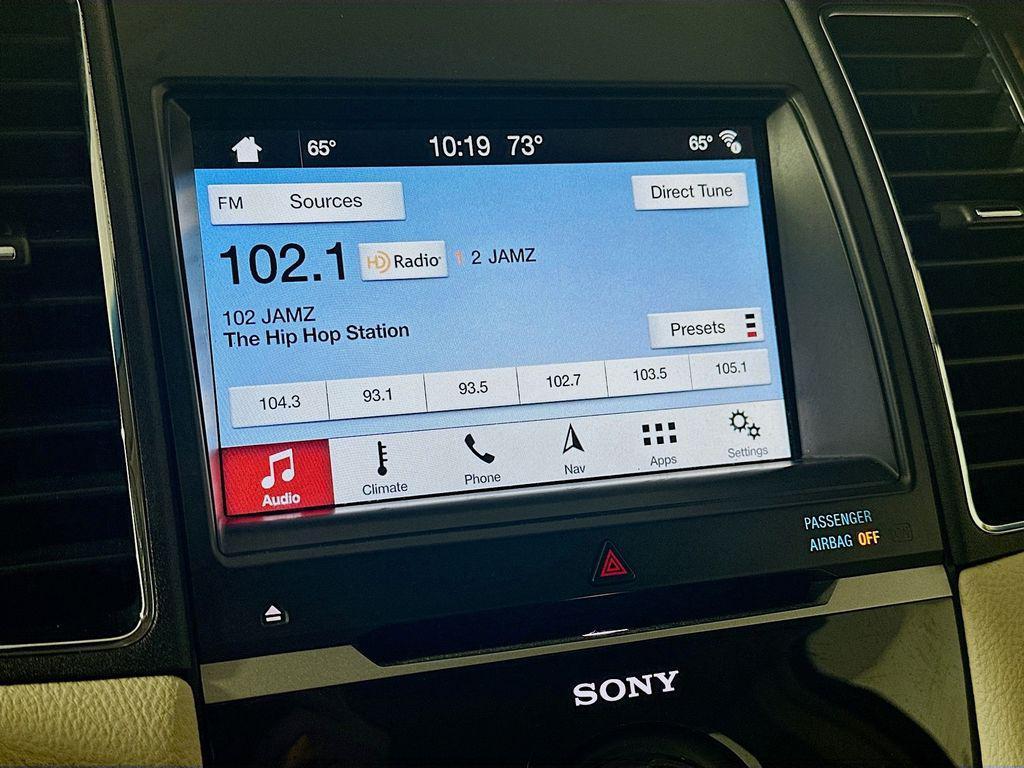 65° 10:19 73° 65°
FM Sources Direct Tune
102.1 HD Radio 1 2 JAMZ
102 JAMZ
The Hip Hop Station
Presets
104.3 93.1 93.5 102.7 103.5 105.1
Audio Climate Phone Nav Apps Settings
PASSENGER
AIRBAG OFF
SONY